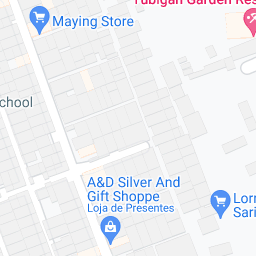 Tubigan Garden Res
Maying Store
chool
A&D Silver And
Gift Shoppe
Loja de Presentes
Lorn
Sari